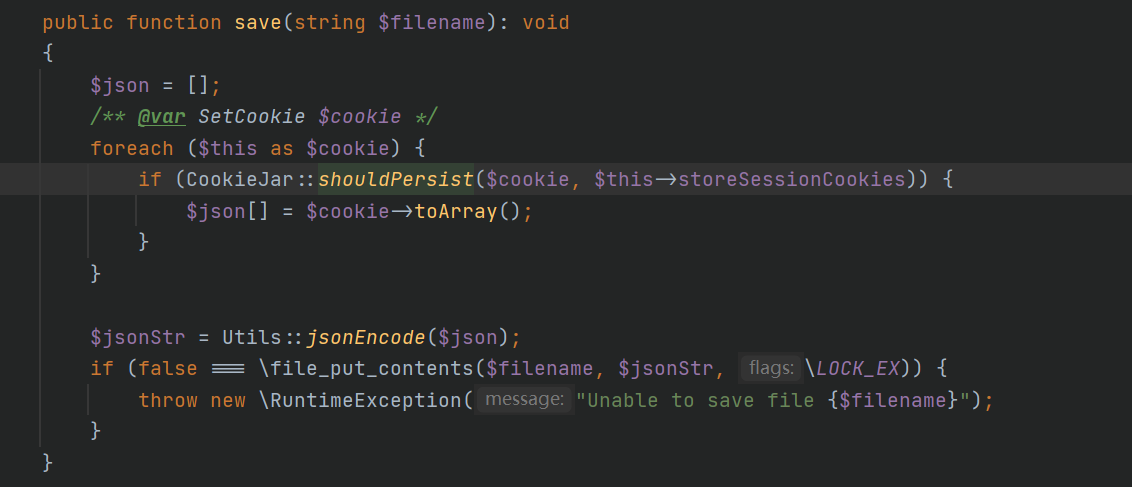 public function save(string $filename): void
{
    $json = [];
    /** @var SetCookie $cookie */
    foreach ($this as $cookie) {
        if (CookieJar::shouldPersist($cookie, $this->storeSessionCookies)) {
            $json[] = $cookie->toArray();
        }
    }

    $jsonStr = Utils::jsonEncode($json);
    if (false === \file_put_contents($filename, $jsonStr, flags: \LOCK_EX)) {
        throw new \RuntimeException( message: "Unable to save file {$filename}");
    }
}